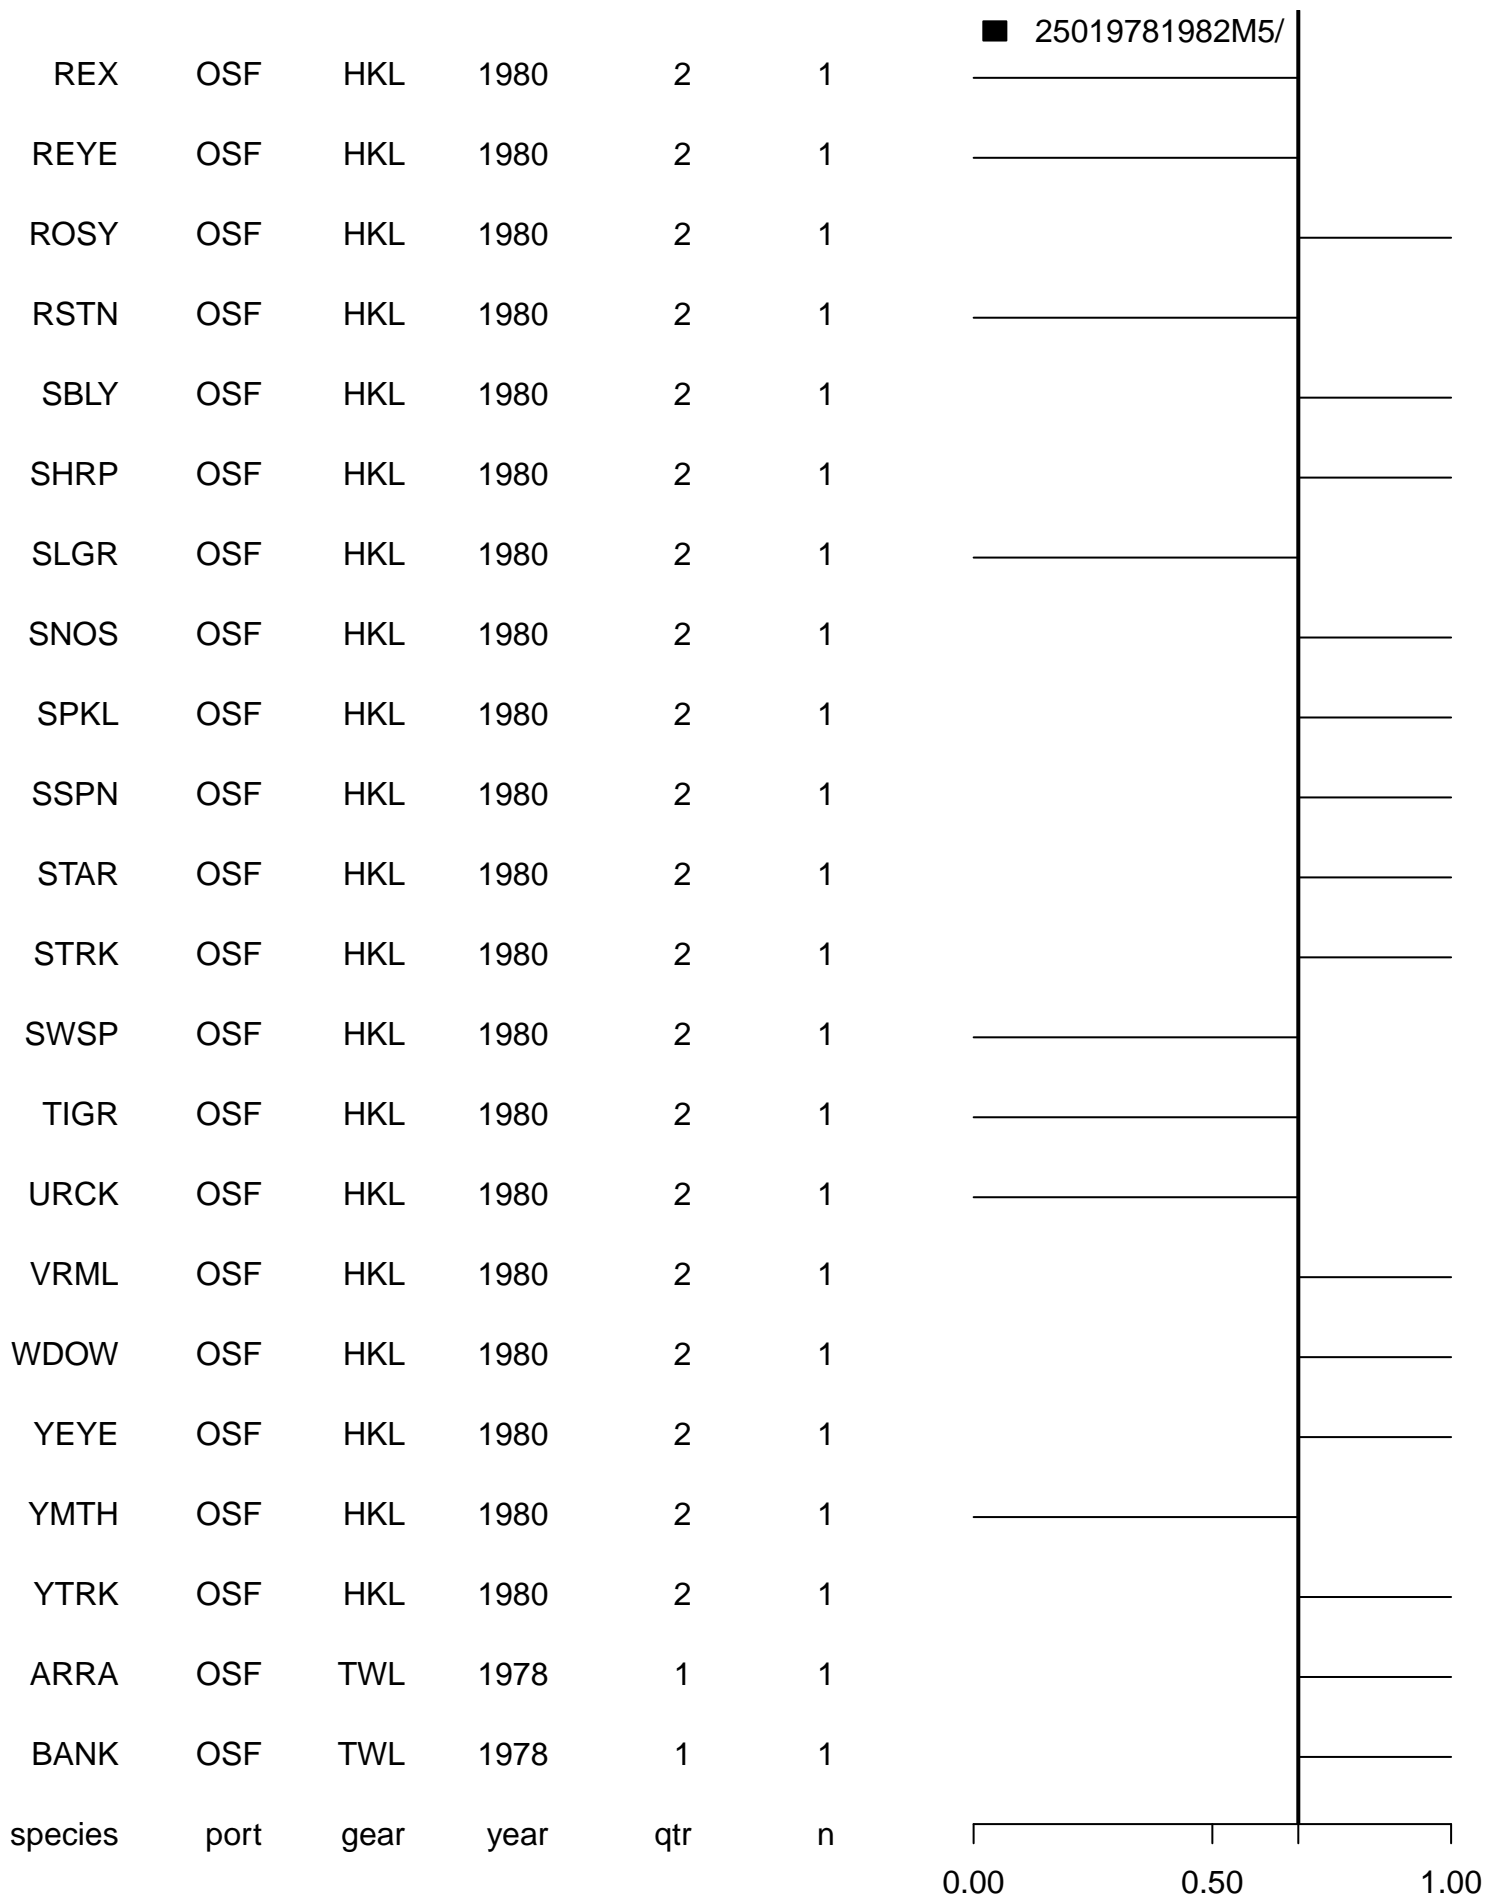 25019781982M5/
REX OSF HKL 1980 2 1
REYE OSF HKL 1980 2 1
ROSY OSF HKL 1980 2 1
RSTN OSF HKL 1980 2 1
SBLY OSF HKL 1980 2 1
SHRP OSF HKL 1980 2 1
SLGR OSF HKL 1980 2 1
SNOS OSF HKL 1980 2 1
SPKL OSF HKL 1980 2 1
SSPN OSF HKL 1980 2 1
STAR OSF HKL 1980 2 1
STRK OSF HKL 1980 2 1
SWSP OSF HKL 1980 2 1
TIGR OSF HKL 1980 2 1
URCK OSF HKL 1980 2 1
VRML OSF HKL 1980 2 1
WDOW OSF HKL 1980 2 1
YEYE OSF HKL 1980 2 1
YMTH OSF HKL 1980 2 1
YTRK OSF HKL 1980 2 1
ARRA OSF TWL 1978 1 1
BANK OSF TWL 1978 1 1
species port gear year qtr n
0.00 0.50 1.00